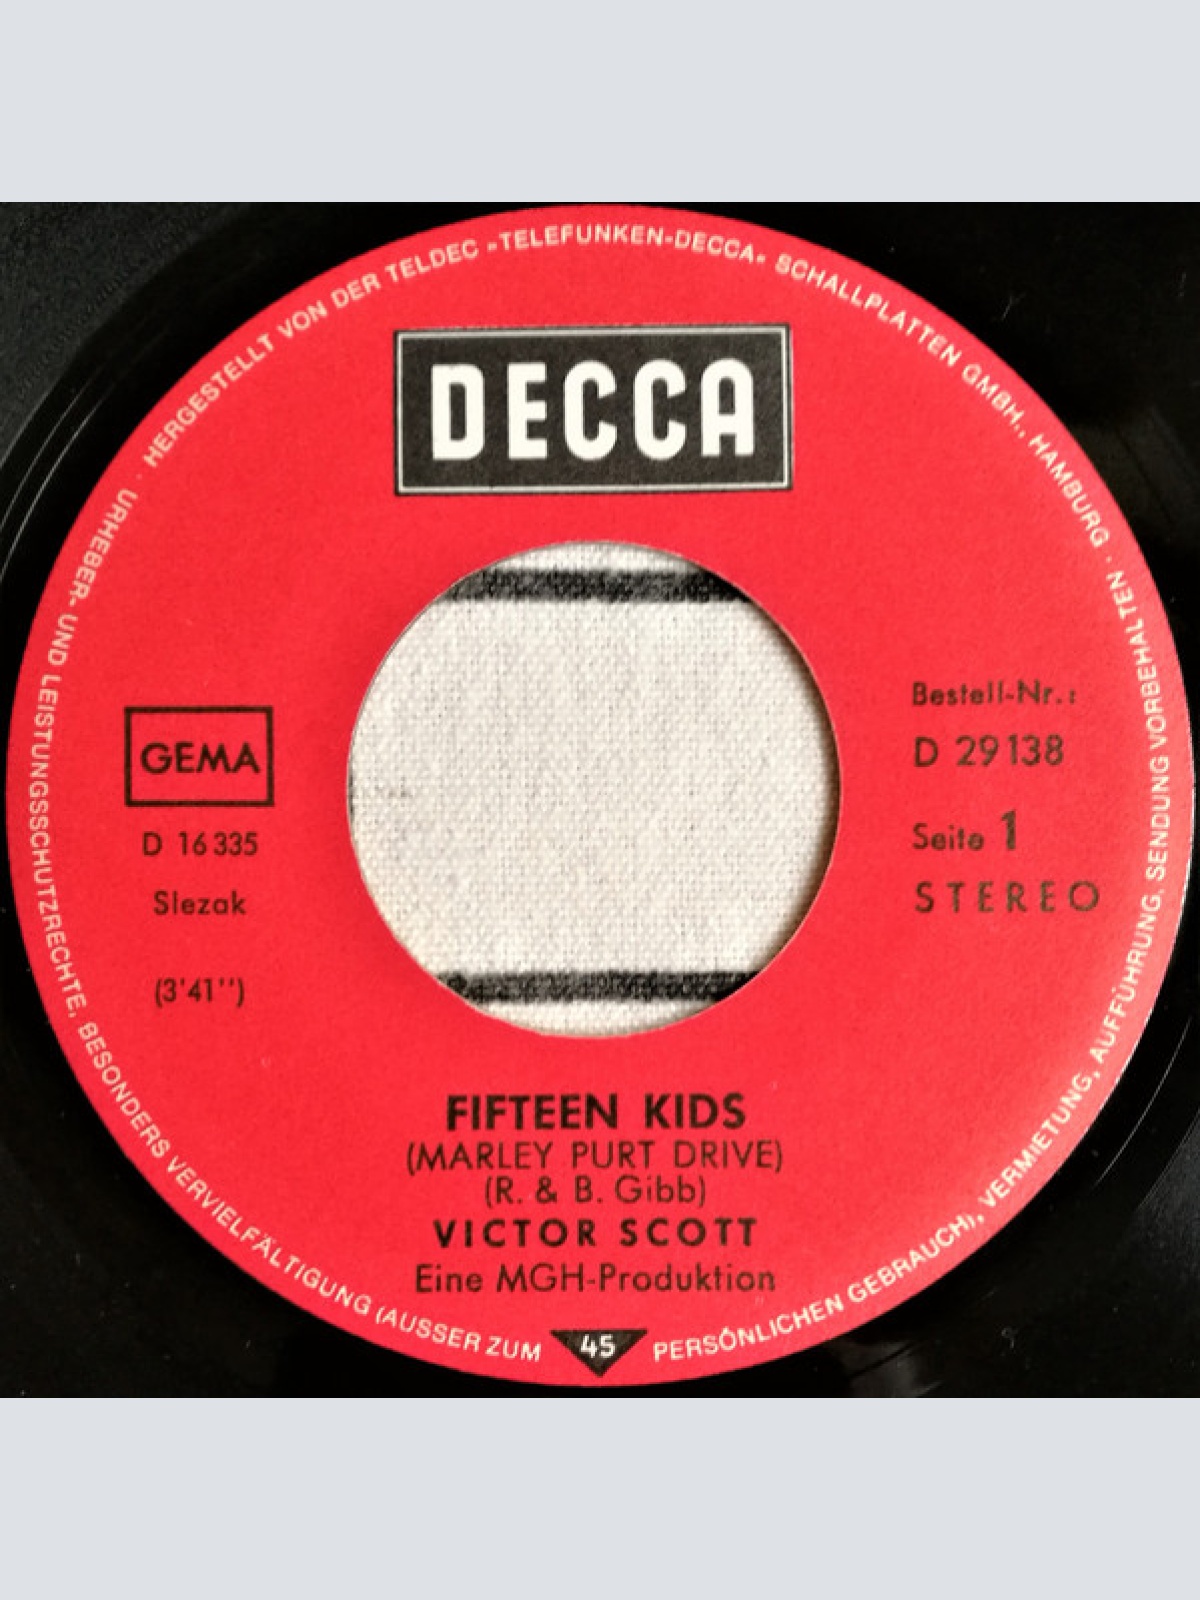 HERGESTELLT VON DER TELDEC »TELEFUNKEN-DECCA« SCHALLPLATTEN GMBH., HAMBURG · URHEBER- UND LEISTUNGSSCHUTZRECHTE, BESONDERS VERVIELFÄLTIGUNG (AUSSER ZUM PERSÖNLICHEN GEBRAUCH), VERMIETUNG, AUFFÜHRUNG, SENDUNG VORBEHALTEN ·
DECCA
GEMA
D 16 335
Slezak
(3'41'')
Bestell-Nr.:
D 29138
Seite 1
STEREO
FIFTEEN KIDS
(MARLEY PURT DRIVE)
(R. & B. Gibb)
VICTOR SCOTT
Eine MGH-Produktion
45